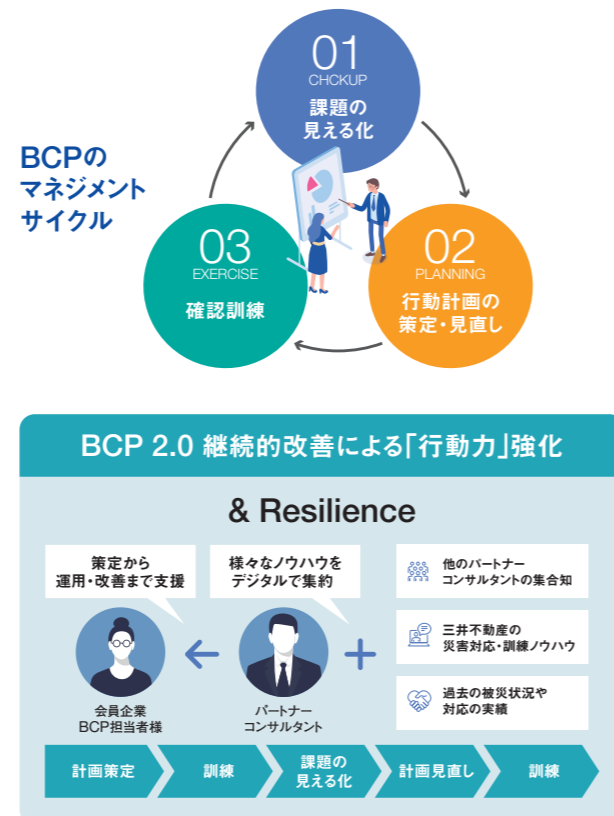 01
CHCKUP
課題の
見える化
BCPの
マネジメント
サイクル
03
EXERCISE
確認訓練
02
PLANNING
行動計画の
策定・見直し
BCP 2.0 継続的改善による「行動力」強化
& Resilience
策定から
運用・改善まで支援
様々なノウハウを
デジタルで集約
他のパートナー
コンサルタントの集合知
三井不動産の
災害対応・訓練ノウハウ
過去の被災状況や
対応の実績
会員企業
BCP担当者様
パートナー
コンサルタント
計画策定
訓練
課題の
見える化
計画見直し
訓練